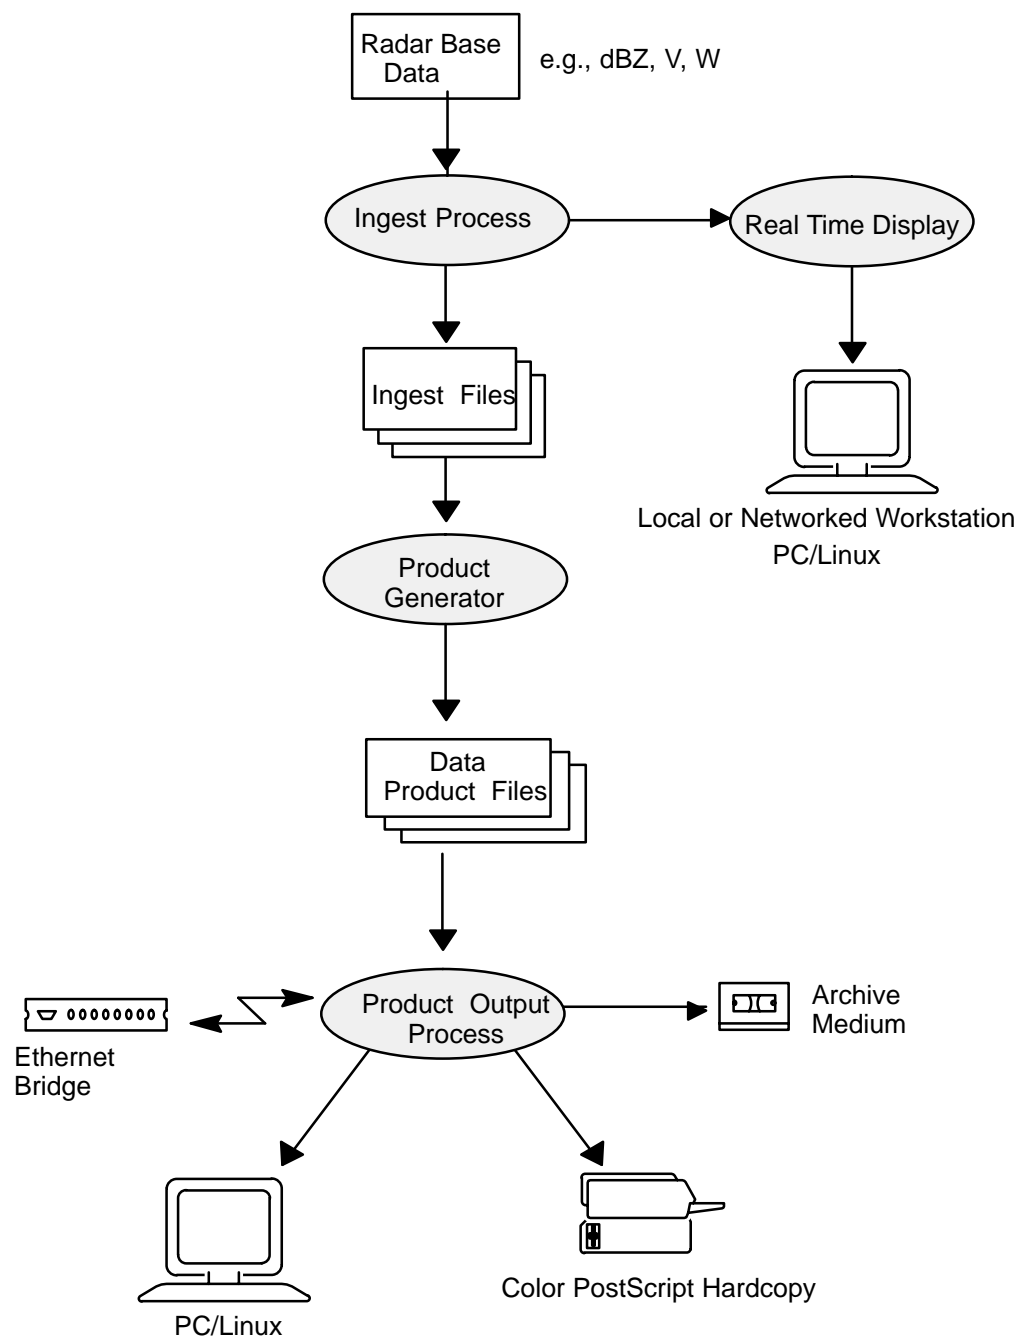 Radar Base
Data
e.g., dBZ, V, W
Ingest Process
Real Time Display
Ingest Files
Local or Networked Workstation
PC/Linux
Product
Generator
Data
Product Files
Product Output
Process
Archive
Medium
Ethernet
Bridge
Color PostScript Hardcopy
PC/Linux